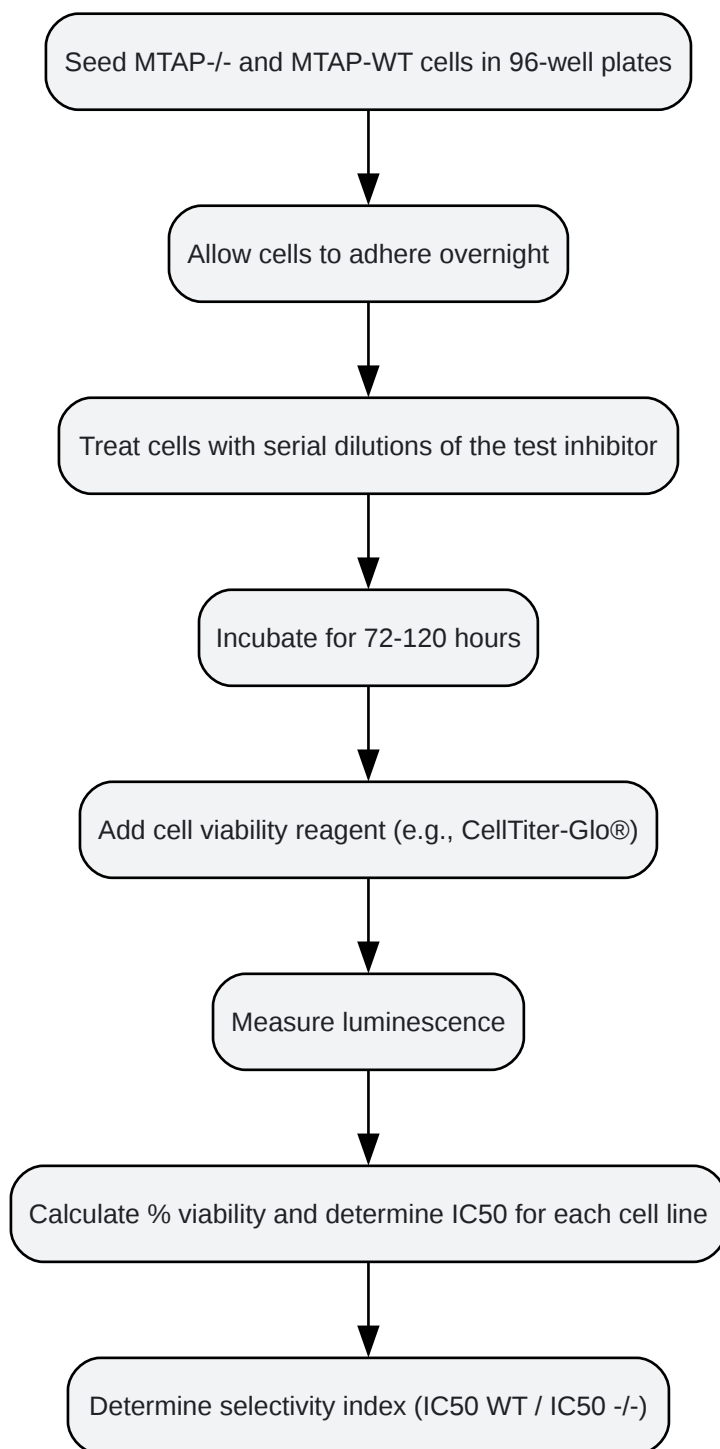 Seed MTAP-/- and MTAP-WT cells in 96-well plates
Allow cells to adhere overnight
Treat cells with serial dilutions of the test inhibitor
Incubate for 72-120 hours
Add cell viability reagent (e.g., CellTiter-Glo®)
Measure luminescence
Calculate % viability and determine IC50 for each cell line
Determine selectivity index (IC50 WT / IC50 -/-)